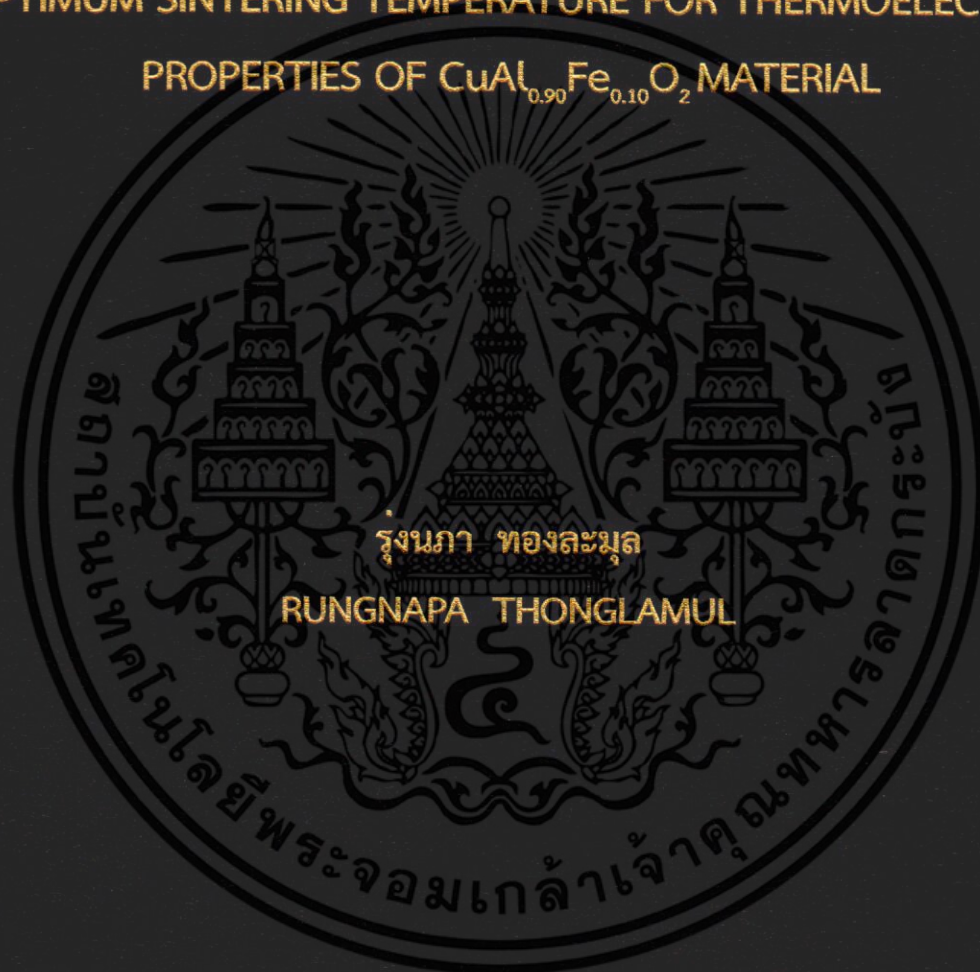 OPTIMUM SINTERING TEMPERATURE FOR THERMOELEC
PROPERTIES OF CuAl₀.₉₀Fe₀.₁₀O₂ MATERIAL
รุ่งนภา ทองละมุล
RUNGNAPA THONGLAMUL
๔
สถาบันเทคโนโลยีพระจอมเกล้าเจ้าคุณทหารลาดกระบัง